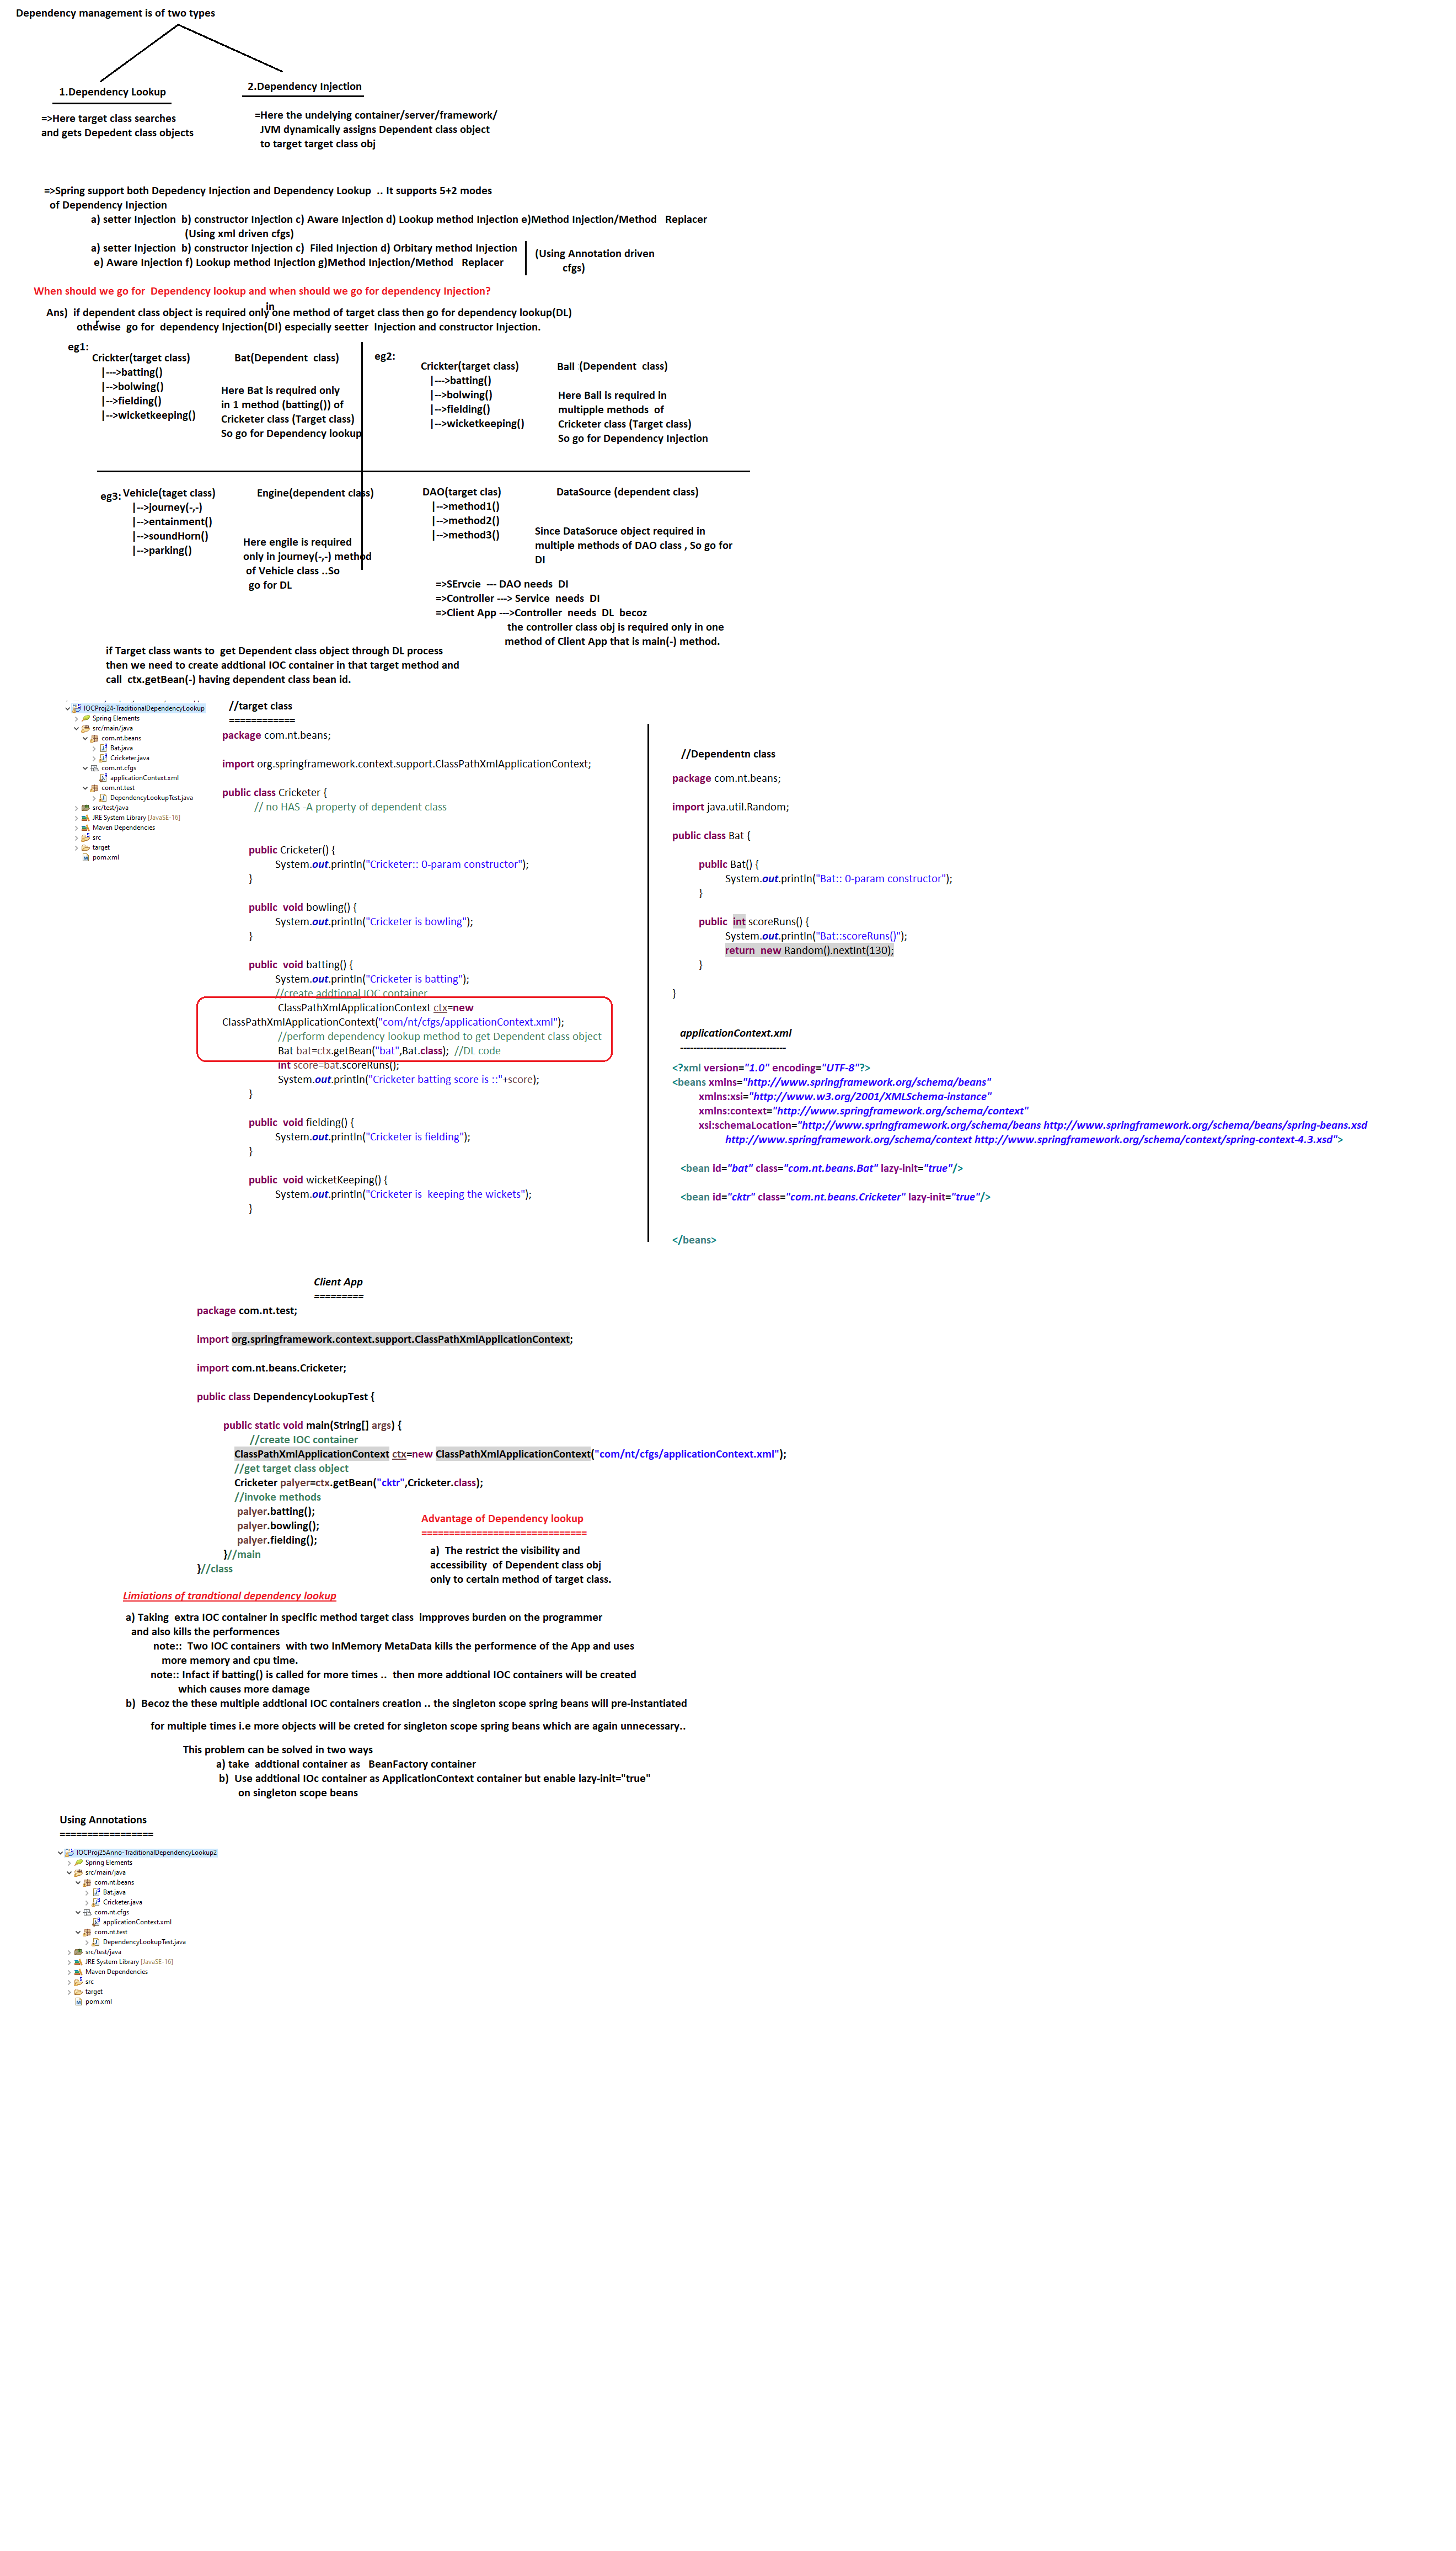 Dependency management is of two types
1.Dependency Lookup
=>Here target class searches
and gets Depedent class objects
2.Dependency Injection
=Here the undelying container/server/framework/
JVM dynamically assigns Dependent class object
to target target class obj
=>Spring support both Depedency Injection and Dependency Lookup .. It supports 5+2 modes
of Dependency Injection
a) setter Injection b) constructor Injection c) Aware Injection d) Lookup method Injection e)Method Injection/Method Replacer
(Using xml driven cfgs)
a) setter Injection b) constructor Injection c) Filed Injection d) Orbitary method Injection
e) Aware Injection f) Lookup method Injection g)Method Injection/Method Replacer
(Using Annotation driven
cfgs)
When should we go for Dependency lookup and when should we go for dependency Injection?
in
Ans) if dependent class object is required only one method of target class then go for dependency lookup(DL)
r
othewise go for dependency Injection(DI) especially seetter Injection and constructor Injection.
eg1:
Crickter(target class)
|--->batting()
|-->bolwing()
|-->fielding()
|-->wicketkeeping()
Bat(Dependent class)
Here Bat is required only
in 1 method (batting()) of
Cricketer class (Target class)
So go for Dependency lookup
eg2:
Crickter(target class)
|--->batting()
|-->bolwing()
|-->fielding()
|-->wicketkeeping()
Ball (Dependent class)
Here Ball is required in
multipple methods of
Cricketer class (Target class)
So go for Dependency Injection
eg3: Vehicle(taget class)
|-->journey(-,-)
|-->entainment()
|-->soundHorn()
|-->parking()
Engine(dependent class)
Here engile is required
only in journey(-,-) method
of Vehicle class ..So
go for DL
DAO(target clas)
|-->method1()
|-->method2()
|-->method3()
DataSource (dependent class)
Since DataSoruce object required in
multiple methods of DAO class , So go for
DI
=>SErvcie --- DAO needs DI
=>Controller ---> Service needs DI
=>Client App --->Controller needs DL becoz
the controller class obj is required only in one
method of Client App that is main(-) method.
if Target class wants to get Dependent class object through DL process
then we need to create addtional IOC container in that target method and
call ctx.getBean(-) having dependent class bean id.
IOCProj24-TraditionalDependencyLookup
Spring Elements
src/main/java
com.nt.beans
Bat.java
Cricketer.java
com.nt.cfgs
applicationContext.xml
com.nt.test
DependencyLookupTest.java
src/test/java
JRE System Library [JavaSE-16]
Maven Dependencies
src
target
pom.xml
//target class
============
package com.nt.beans;
import org.springframework.context.support.ClassPathXmlApplicationContext;
public class Cricketer {
// no HAS -A property of dependent class
public Cricketer() {
System.out.println("Cricketer:: 0-param constructor");
}
public void bowling() {
System.out.println("Cricketer is bowling");
}
public void batting() {
System.out.println("Cricketer is batting");
//create addtional IOC container
ClassPathXmlApplicationContext ctx=new
ClassPathXmlApplicationContext("com/nt/cfgs/applicationContext.xml");
//perform dependency lookup method to get Dependent class object
Bat bat=ctx.getBean("bat",Bat.class); //DL code
int score=bat.scoreRuns();
System.out.println("Cricketer batting score is ::"+score);
}
public void fielding() {
System.out.println("Cricketer is fielding");
}
public void wicketKeeping() {
System.out.println("Cricketer is keeping the wickets");
}
//Dependentn class
package com.nt.beans;
import java.util.Random;
public class Bat {
public Bat() {
System.out.println("Bat:: 0-param constructor");
}
public int scoreRuns() {
System.out.println("Bat::scoreRuns()");
return new Random().nextInt(130);
}
}
applicationContext.xml
--------------------------------
<?xml version="1.0" encoding="UTF-8"?>
<beans xmlns="http://www.springframework.org/schema/beans"
xmlns:xsi="http://www.w3.org/2001/XMLSchema-instance"
xmlns:context="http://www.springframework.org/schema/context"
xsi:schemaLocation="http://www.springframework.org/schema/beans http://www.springframework.org/schema/beans/spring-beans.xsd
http://www.springframework.org/schema/context http://www.springframework.org/schema/context/spring-context-4.3.xsd">
<bean id="bat" class="com.nt.beans.Bat" lazy-init="true"/>
<bean id="cktr" class="com.nt.beans.Cricketer" lazy-init="true"/>
</beans>
Client App
=========
package com.nt.test;
import org.springframework.context.support.ClassPathXmlApplicationContext;
import com.nt.beans.Cricketer;
public class DependencyLookupTest {
public static void main(String[] args) {
//create IOC container
ClassPathXmlApplicationContext ctx=new ClassPathXmlApplicationContext("com/nt/cfgs/applicationContext.xml");
//get target class object
Cricketer palyer=ctx.getBean("cktr",Cricketer.class);
//invoke methods
palyer.batting();
palyer.bowling();
palyer.fielding();
}//main
}//class
Advantage of Dependency lookup
==============================
a) The restrict the visibility and
accessibility of Dependent class obj
only to certain method of target class.
Limiations of trandtional dependency lookup
a) Taking extra IOC container in specific method target class impproves burden on the programmer
and also kills the performences
note:: Two IOC containers with two InMemory MetaData kills the performence of the App and uses
more memory and cpu time.
note:: Infact if batting() is called for more times .. then more addtional IOC containers will be created
which causes more damage
b) Becoz the these multiple addtional IOC containers creation .. the singleton scope spring beans will pre-instantiated
for multiple times i.e more objects will be creted for singleton scope spring beans which are again unnecessary..
This problem can be solved in two ways
a) take addtional container as BeanFactory container
b) Use addtional IOc container as ApplicationContext container but enable lazy-init="true"
on singleton scope beans
Using Annotations
=================
IOCProj25Anno-TraditionalDependencyLookup2
Spring Elements
src/main/java
com.nt.beans
Bat.java
Cricketer.java
com.nt.cfgs
applicationContext.xml
com.nt.test
DependencyLookupTest.java
src/test/java
JRE System Library [JavaSE-16]
Maven Dependencies
src
target
pom.xml